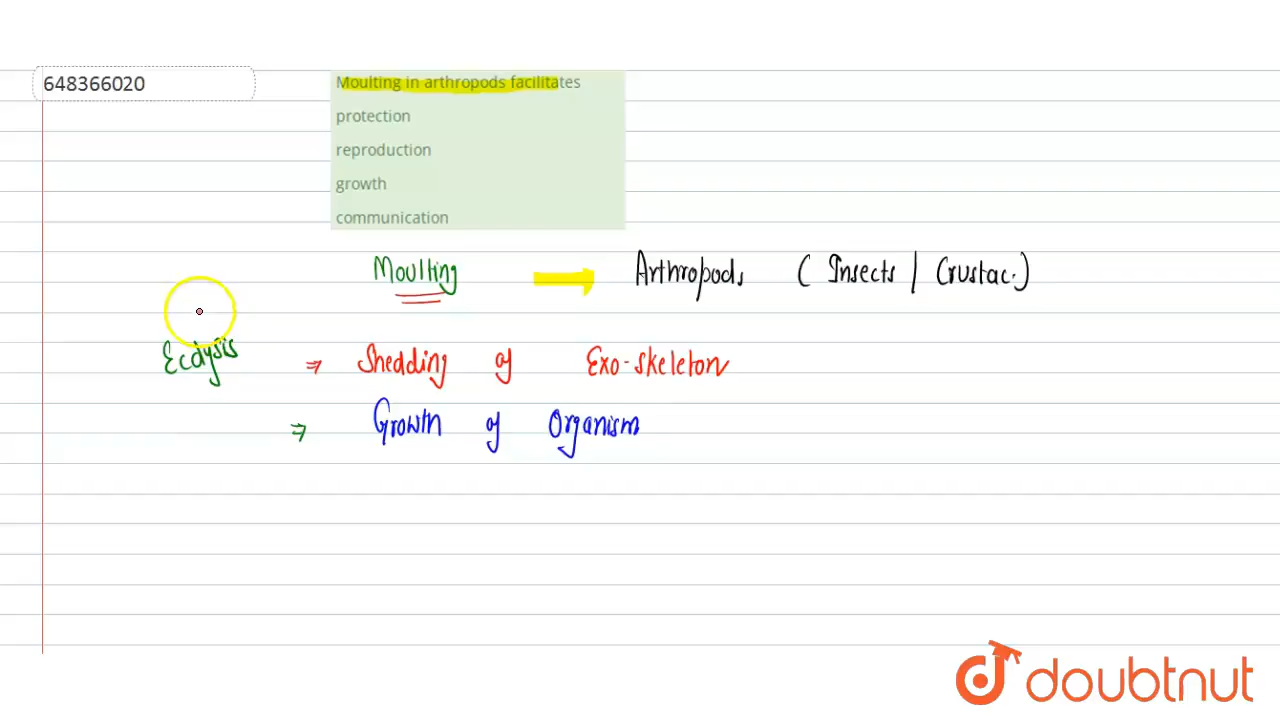 648366020
Moulting in arthropods facilitates
protection
reproduction
growth
communication
Moulting Arthropods ( Insects | Crustac.)
Ecdysis ⇒ Shedding of Exo-skeleton
⇒ Growth of Organism
doubtnut